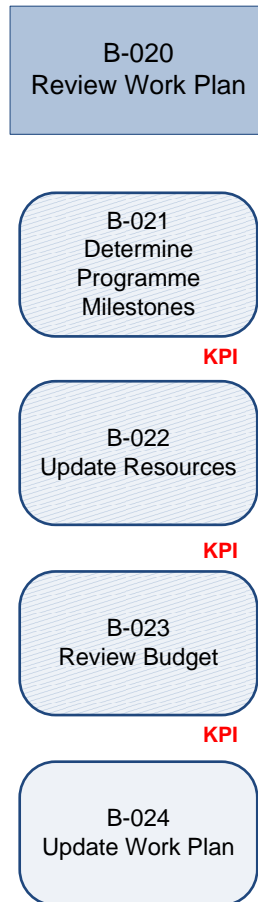 B-020
Review Work Plan
B-021
Determine
Programme
Milestones
KPI
B-022
Update Resources
KPI
B-023
Review Budget
KPI
B-024
Update Work Plan